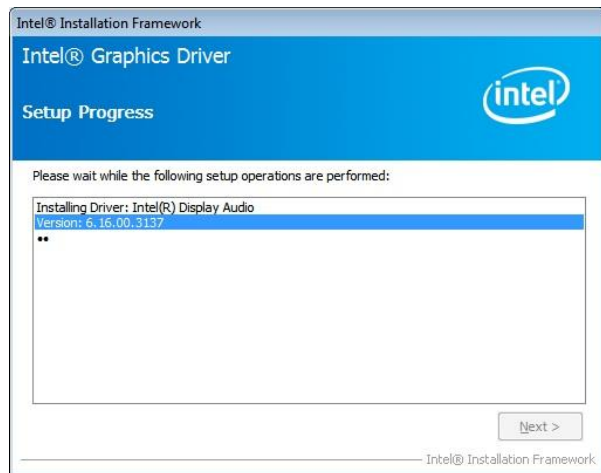 Intel® Installation Framework
Intel® Graphics Driver
intel®
Setup Progress
Please wait while the following setup operations are performed:
Installing Driver: Intel(R) Display Audio
Version: 6.16.00.3137
••
Next >
Intel® Installation Framework